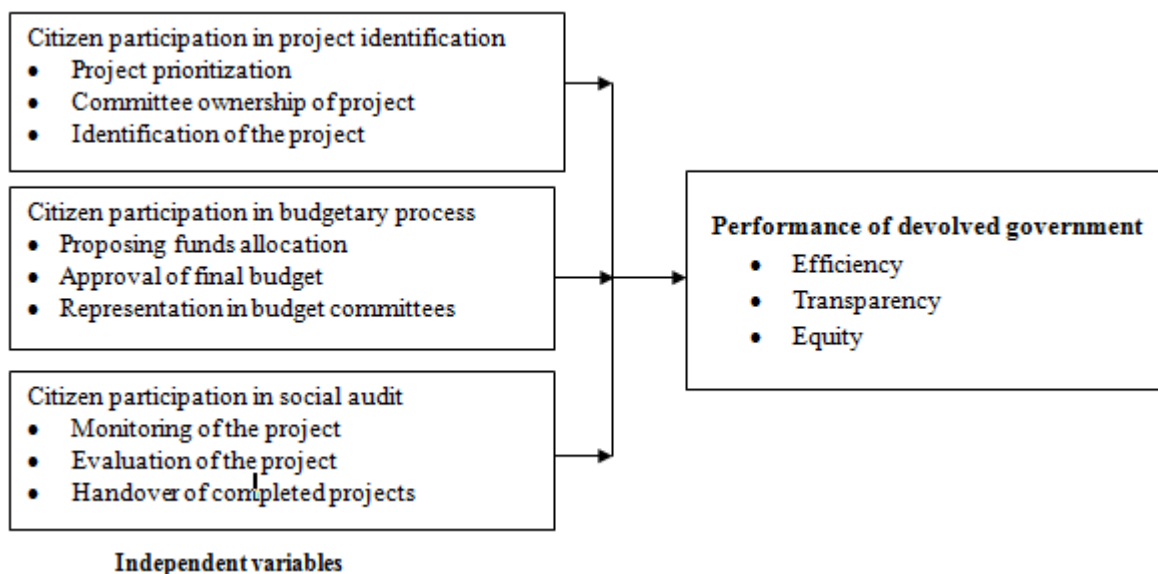 Citizen participation in project identification
• Project prioritization
• Committee ownership of project
• Identification of the project
Citizen participation in budgetary process
• Proposing funds allocation
• Approval of final budget
• Representation in budget committees
Citizen participation in social audit
• Monitoring of the project
• Evaluation of the project
• Handover of completed projects
Independent variables
Performance of devolved government
• Efficiency
• Transparency
• Equity